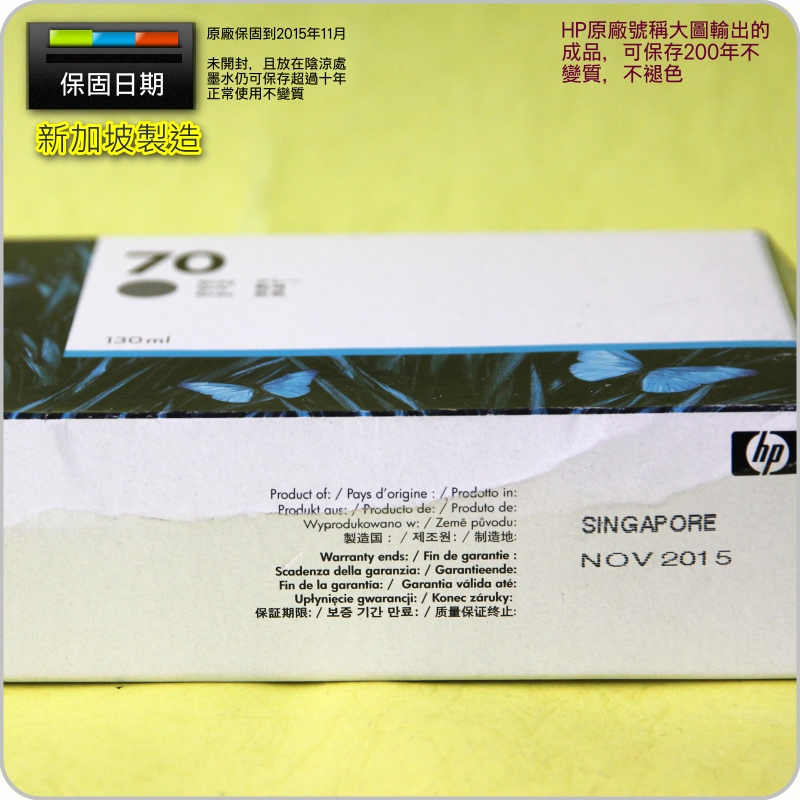 原廠保固到2015年11月
未開封，且放在陰涼處
墨水仍可保存超過十年
正常使用不變質
保固日期
新加坡製造
HP原廠號稱大圖輸出的
成品，可保存200年不
變質，不褪色
70
130 ml
hp
Product of: / Pays d'origine : / Prodotto in:
Produkt aus: / Producto de: / Produto de:
Wyprodukowano w: / Země původu:
製造国 : / 제조원: / 制造地:
SINGAPORE
Warranty ends: / Fin de garantie :
Scadenza della garanzia: / Garantieende:
Fin de la garantía: / Garantia válida até:
Upłynięcie gwarancji: / Konec záruky:
保証期限: / 보증 기간 만료: / 质量保证终止:
NOV 2015